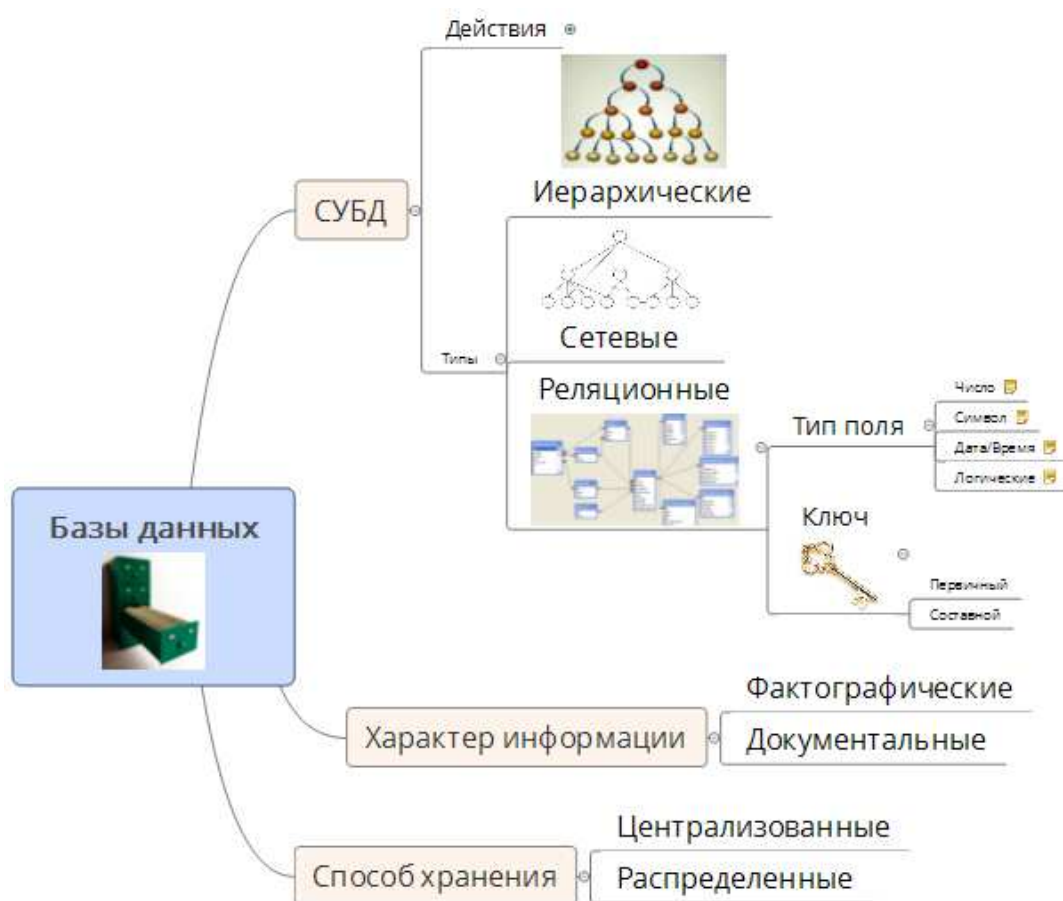 Действия
Иерархические
СУБД
Сетевые
Типы
Реляционные
Число
Символ
Тип поля
Дата/Время
Логические
Базы данных
Ключ
Первичный
Составной
Фактографические
Характер информации
Документальные
Централизованные
Способ хранения
Распределенные